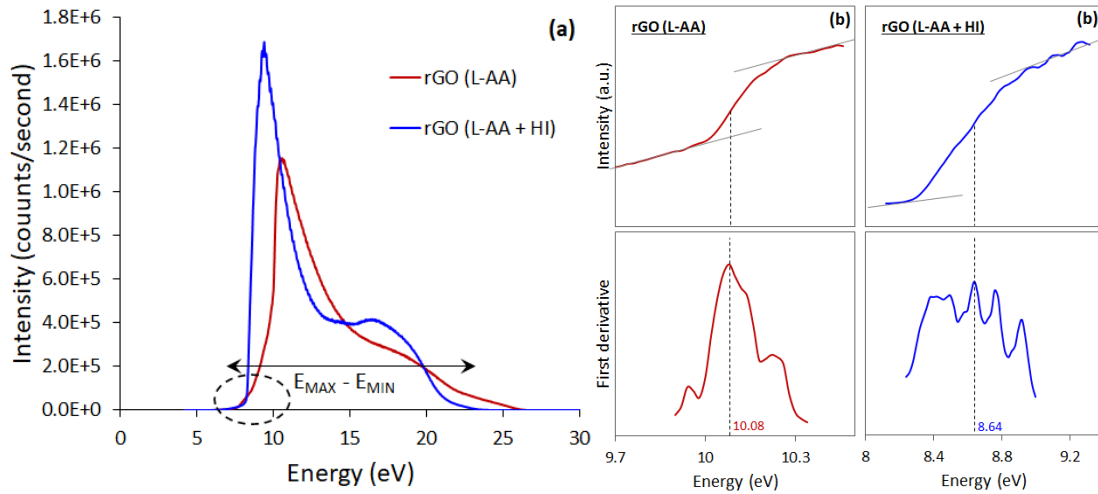 (a)
1.8E+6
1.6E+6
1.4E+6
1.2E+6
1.0E+6
8.0E+5
6.0E+5
4.0E+5
2.0E+5
0.0E+0
Intensity (couunts/second)
rGO (L-AA)
rGO (L-AA + HI)
E_MAX - E_MIN
0 5 10 15 20 25 30
Energy (eV)
rGO (L-AA)
(b)
rGO (L-AA + HI)
(b)
Intensity (a.u.)
First derivative
10.08
8.64
9.7 10 10.3
8 8.4 8.8 9.2
Energy (eV)
Energy (eV)